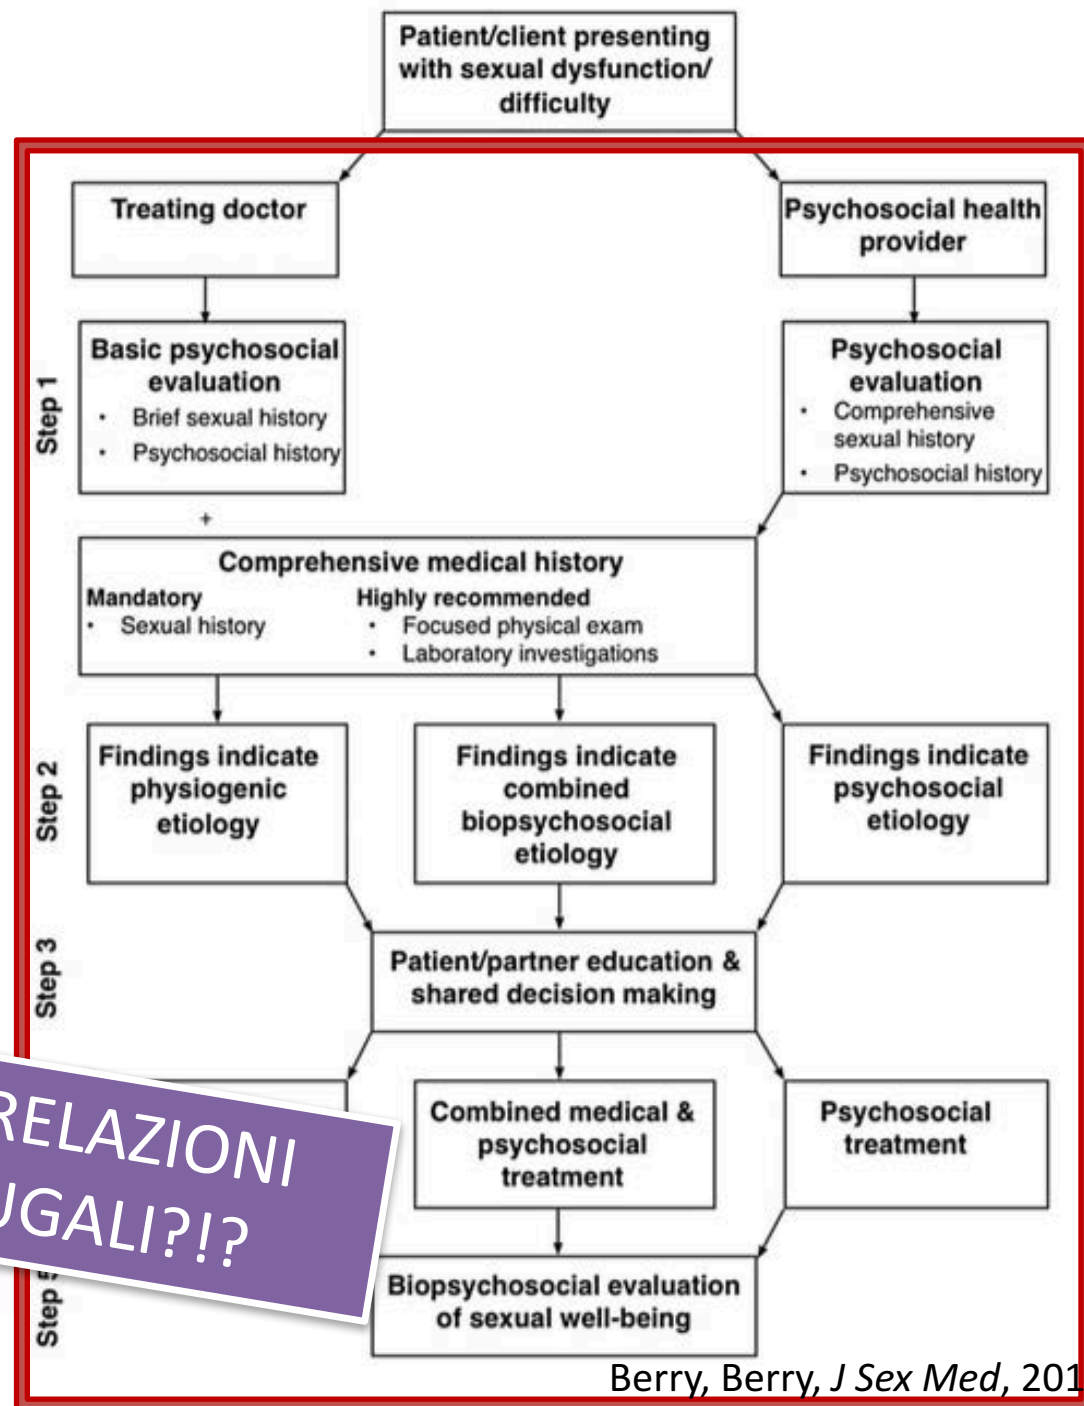 Patient/client presenting
with sexual dysfunction/
difficulty
Treating doctor
Psychosocial health
provider
Step 1
Basic psychosocial
evaluation
• Brief sexual history
• Psychosocial history
Psychosocial
evaluation
• Comprehensive
sexual history
• Psychosocial history
+
Comprehensive medical history
Mandatory
• Sexual history
Highly recommended
• Focused physical exam
• Laboratory investigations
Step 2
Findings indicate
physiogenic
etiology
Findings indicate
combined
biopsychosocial
etiology
Findings indicate
psychosocial
etiology
Step 3
Patient/partner education &
shared decision making
Combined medical &
psychosocial
treatment
Psychosocial
treatment
RELAZIONI
UGALI?!?
Step
Biopsychosocial evaluation
of sexual well-being
Berry, Berry, J Sex Med, 201